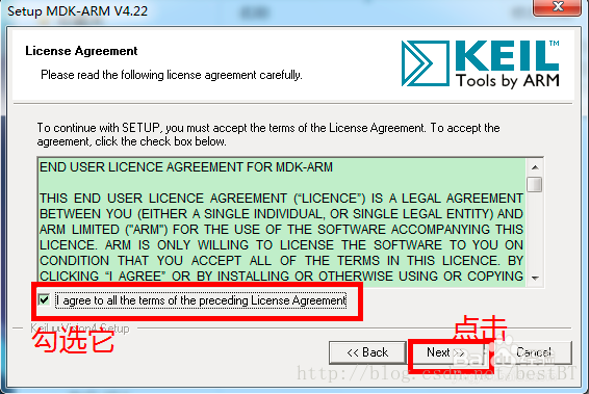 Setup MDK-ARM V4.22
License Agreement
Please read the following license agreement carefully.
KEIL™
Tools by ARM
To continue with SETUP, you must accept the terms of the License Agreement. To accept the
agreement, click the check box below.
END USER LICENCE AGREEMENT FOR MDK-ARM
THIS END USER LICENCE AGREEMENT (“LICENCE”) IS A LEGAL AGREEMENT
BETWEEN YOU (EITHER A SINGLE INDIVIDUAL, OR SINGLE LEGAL ENTITY) AND
ARM LIMITED ("ARM") FOR THE USE OF THE SOFTWARE ACCOMPANYING THIS
LICENCE. ARM IS ONLY WILLING TO LICENSE THE SOFTWARE TO YOU ON
CONDITION THAT YOU ACCEPT ALL OF THE TERMS IN THIS LICENCE. BY
CLICKING “I AGREE” OR BY INSTALLING OR OTHERWISE USING OR COPYING
I agree to all the terms of the preceding License Agreement
Keil µVision4 Setup
勾选它
点击
<< Back
Next >>
Cancel
http://blog.csdn.net/bestBT